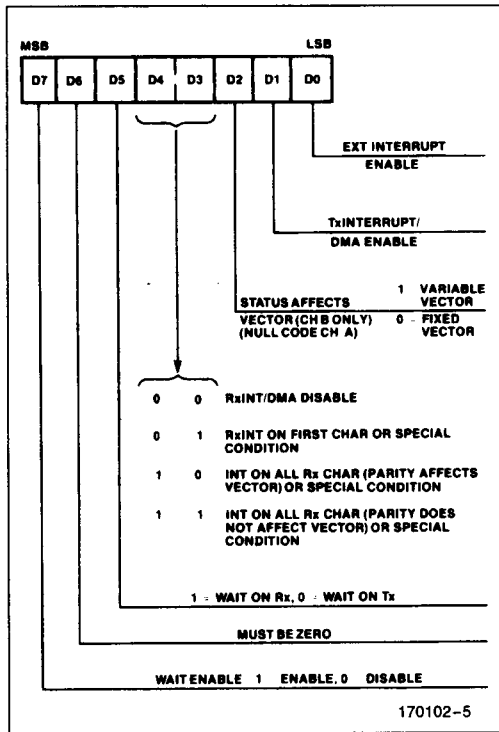 MSB LSB
D7 D6 D5 D4 D3 D2 D1 D0
EXT INTERRUPT
ENABLE
TxINTERRUPT/
DMA ENABLE
1 VARIABLE
VECTOR
STATUS AFFECTS
VECTOR (CH B ONLY)
(NULL CODE CH A)
0 - FIXED
VECTOR
0 0 RxINT/DMA DISABLE
0 1 RxINT ON FIRST CHAR OR SPECIAL
CONDITION
1 0 INT ON ALL Rx CHAR (PARITY AFFECTS
VECTOR) OR SPECIAL CONDITION
1 1 INT ON ALL Rx CHAR (PARITY DOES
NOT AFFECT VECTOR) OR SPECIAL
CONDITION
1 = WAIT ON Rx, 0 = WAIT ON Tx
MUST BE ZERO
WAIT ENABLE 1 ENABLE, 0 DISABLE
170102-5